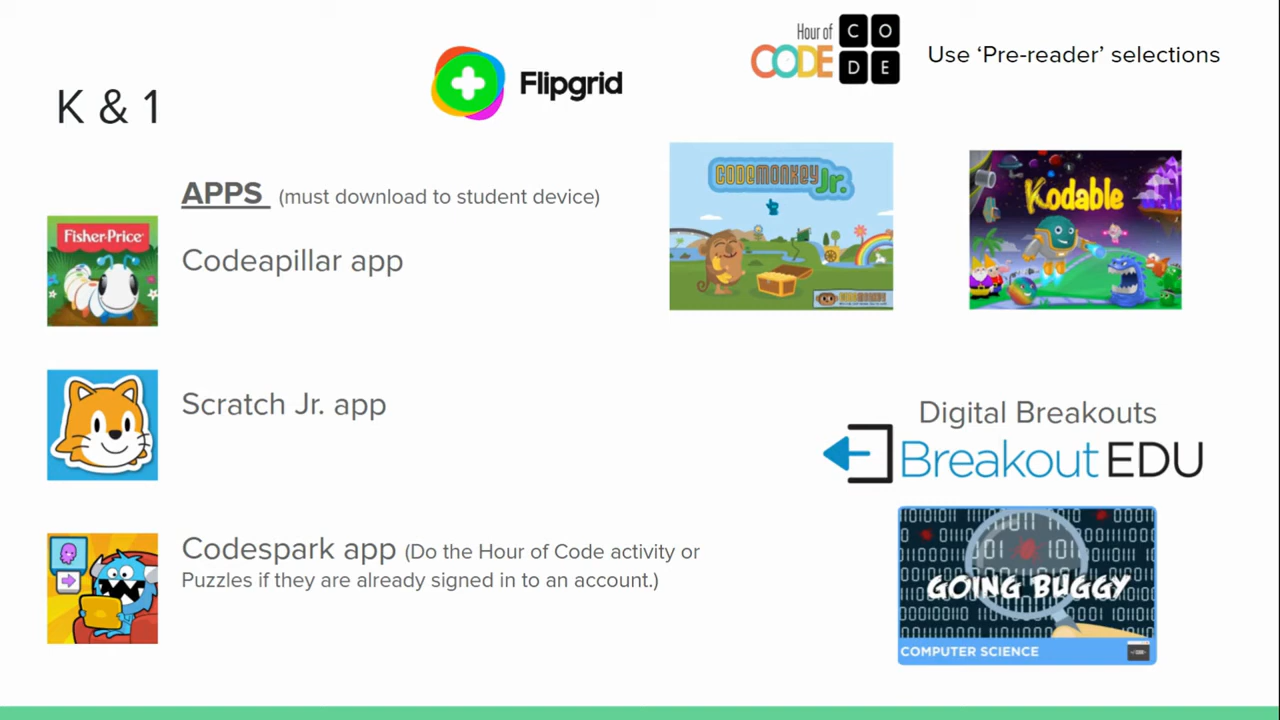 K & 1
Flipgrid
Hour of
CODE
CO
DE
Use ‘Pre-reader’ selections
APPS (must download to student device)
Fisher-Price
Codeapillar app
Scratch Jr. app
Codespark app (Do the Hour of Code activity or
Puzzles if they are already signed in to an account.)
CODEMONKEY Jr.
Kodable
Digital Breakouts
Breakout EDU
GOING BUGGY
COMPUTER SCIENCE